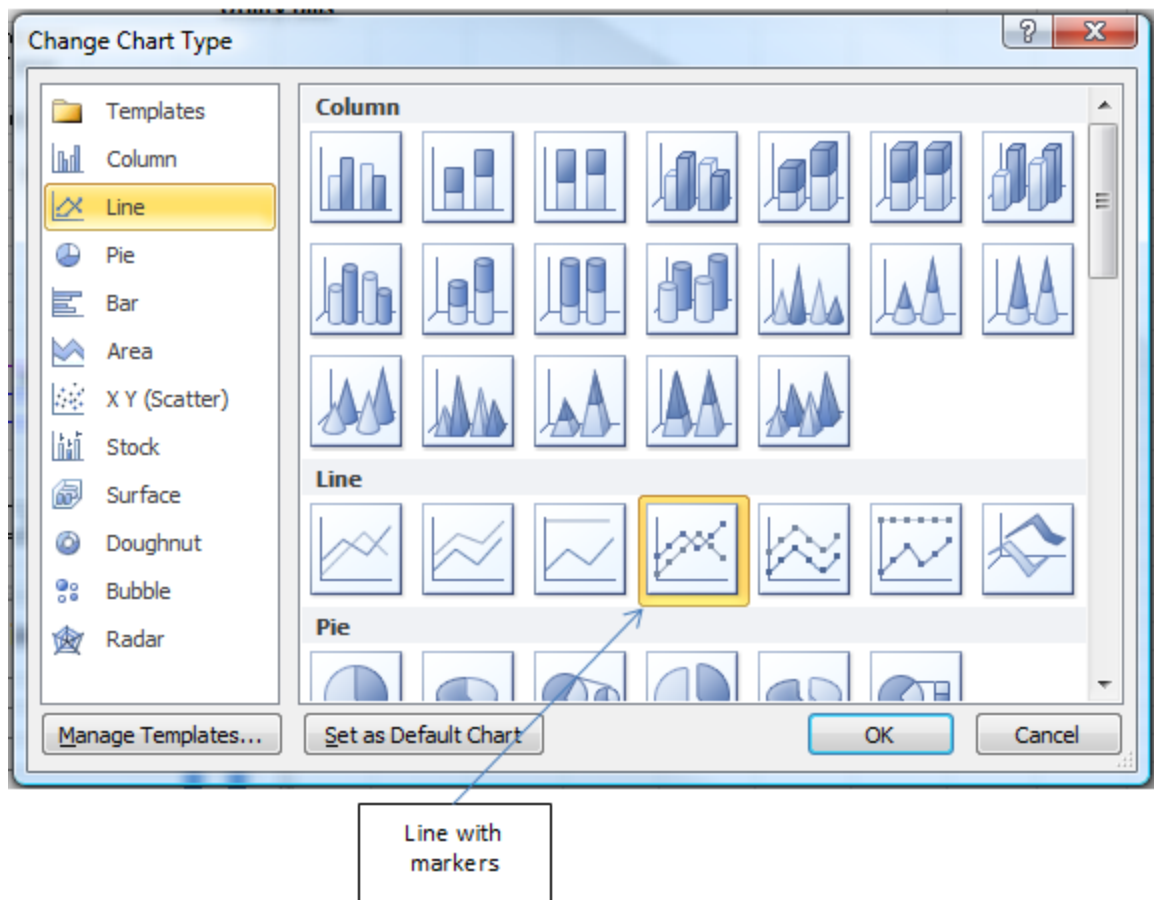 Change Chart Type
Templates
Column
Line
Pie
Bar
Area
X Y (Scatter)
Stock
Surface
Doughnut
Bubble
Radar
Column
Line
Pie
Manage Templates...
Set as Default Chart
OK
Cancel
Line with
markers